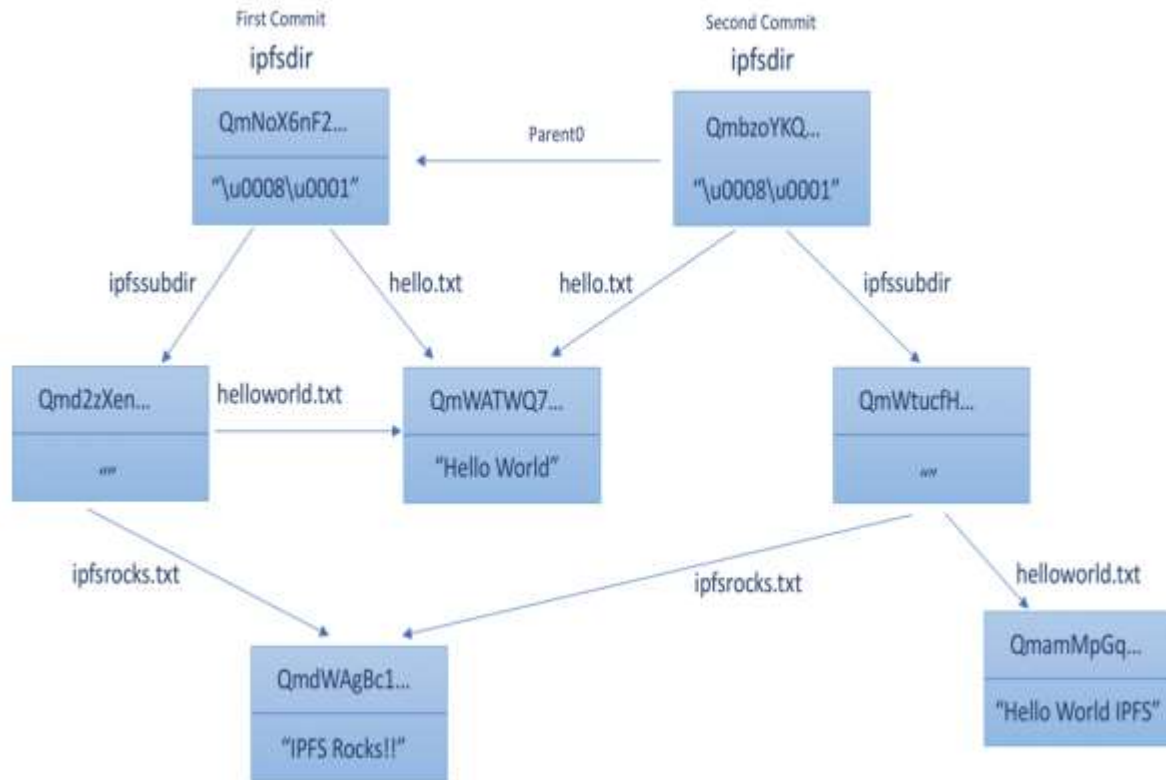 First Commit
ipfsdir
Second Commit
ipfsdir
QmNoX6nF2...
"\u0008\u0001"
Parent0
QmbzoYKQ...
"\u0008\u0001"
ipfssubdir
hello.txt
hello.txt
ipfssubdir
Qmd2zXen...
""
helloworld.txt
QmWATWQ7...
"Hello World"
QmWtucfH...
""
ipfsrocks.txt
ipfsrocks.txt
helloworld.txt
QmdWAgBc1...
"IPFS Rocks!!"
QmamMpGq...
"Hello World IPFS"